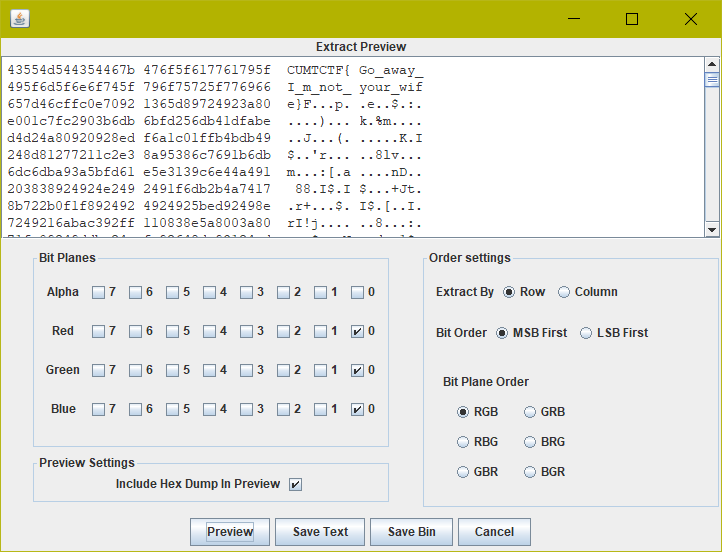 Extract Preview
43554d544354467b 476f5f617761795f CUMTCTF{ Go_away_
495f6d5f6e6f745f 796f75725f776966 I_m_not_ your_wif
657d46cffc0e7092 1365d89724923a80 e}F...p. .e..$.:.
e001c7fc2903b6db 6bfd256db41dfabe ....)... k.%m....
d4d24a80920928ed f6a1c01ffb4bdb49 ..J...(. .....K.I
248d81277211c2e3 8a95386c7691b6db $..'r... ..8lv...
6dc6dba93a5bfd61 e5e3139c6e44a491 m...:[.a ....nD..
203838924924e249 2491f6db2b4a7417  88.I$.I $...+Jt.
8b722b0f1f892492 4924925bed92498e .r+...$. I$.[..I.
7249216abac392ff 110838e5a8003a80 rI!j.... ..8...:.
Bit Planes
Alpha 7 6 5 4 3 2 1 0
Red 7 6 5 4 3 2 1 0
Green 7 6 5 4 3 2 1 0
Blue 7 6 5 4 3 2 1 0
Preview Settings
Include Hex Dump In Preview
Order settings
Extract By Row Column
Bit Order MSB First LSB First
Bit Plane Order
RGB GRB
RBG BRG
GBR BGR
Preview Save Text Save Bin Cancel